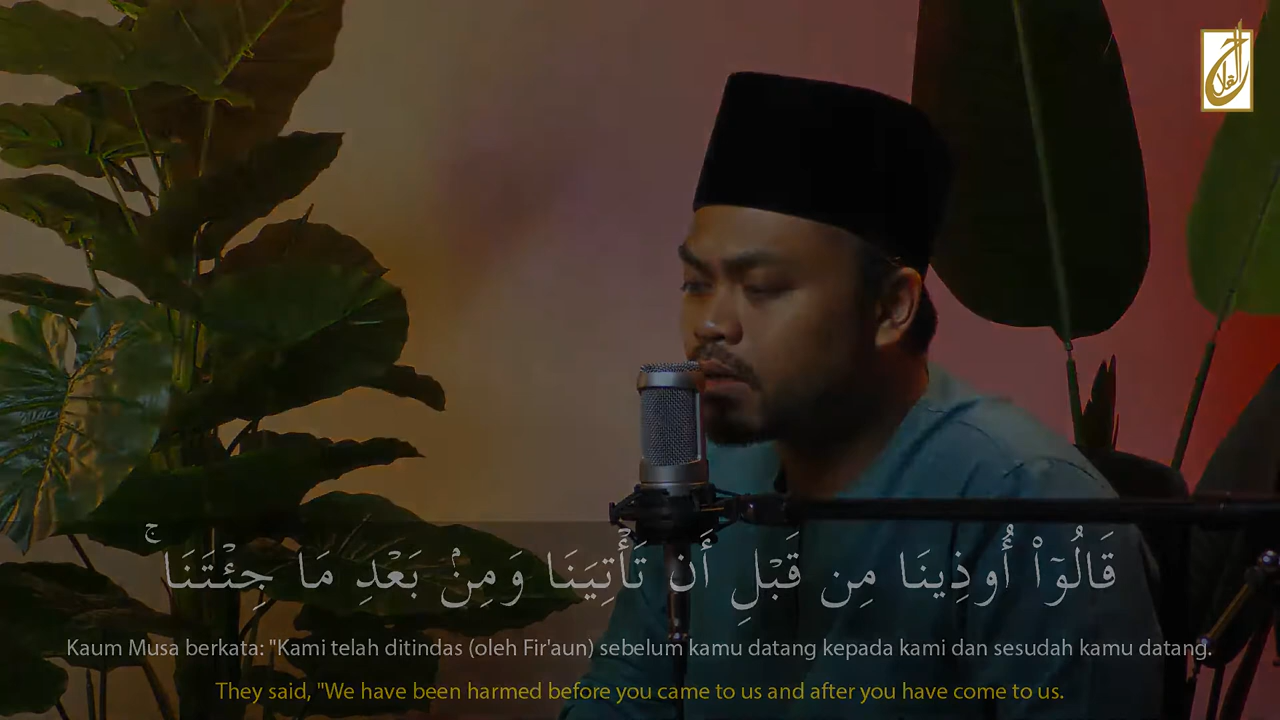 قَالُوٓا۟ أُوذِينَا مِن قَبْلِ أَن تَأْتِيَنَا وَمِنۢ بَعْدِ مَا جِئْتَنَا ۚ
Kaum Musa berkata: "Kami telah ditindas (oleh Fir'aun) sebelum kamu datang kepada kami dan sesudah kamu datang.
They said, "We have been harmed before you came to us and after you have come to us.